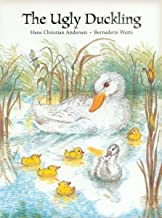 The Ugly Duckling
Hans Christian Andersen • Bernadette Watts